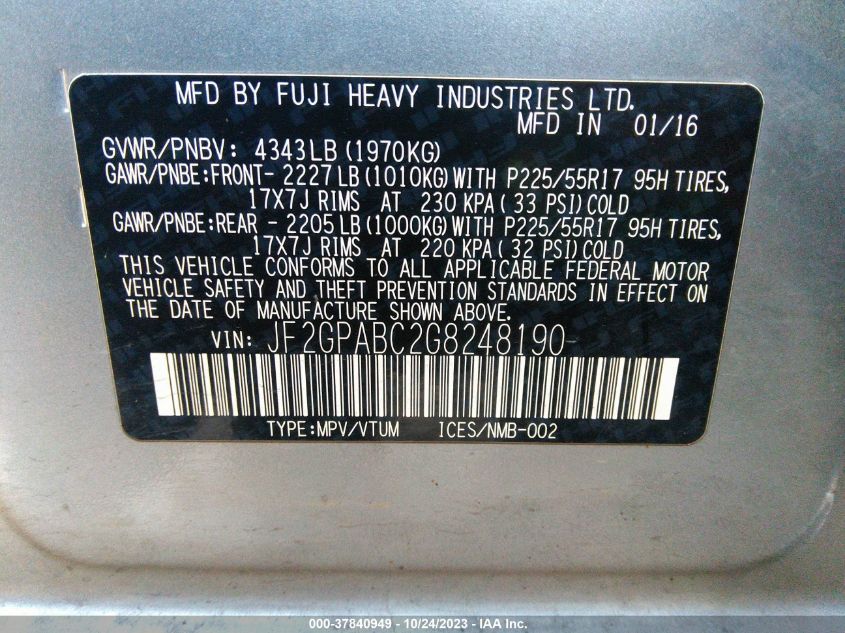 MFD BY FUJI HEAVY INDUSTRIES LTD.
MFD IN 01/16
GVWR/PNBV: 4343LB (1970KG)
GAWR/PNBE:FRONT- 2227 LB (1010KG) WITH P225/55R17 95H TIRES,
17X7J RIMS AT 230 KPA ( 33 PSI) COLD
GAWR/PNBE:REAR - 2205 LB (1000KG) WITH P225/55R17 95H TIRES,
17X7J RIMS AT 220 KPA ( 32 PSI) COLD
THIS VEHICLE CONFORMS TO ALL APPLICABLE FEDERAL MOTOR
VEHICLE SAFETY AND THEFT PREVENTION STANDARDS IN EFFECT ON
THE DATE OF MANUFACTURE SHOWN ABOVE.
VIN: JF2GPABC2G8248190
TYPE:MPV/VTUM ICES/NMB-002
000-37840949 - 10/24/2023 - IAA Inc.